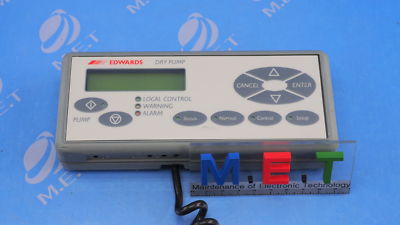 EDWARDS DRY PUMP
CANCEL ENTER
LOCAL CONTROL
WARNING
ALARM
PUMP
Status Normal Control Setup
M.E.T
Maintenance of Electronic Technology
M.E.T
M.E.T
M.E.T
M.E.T